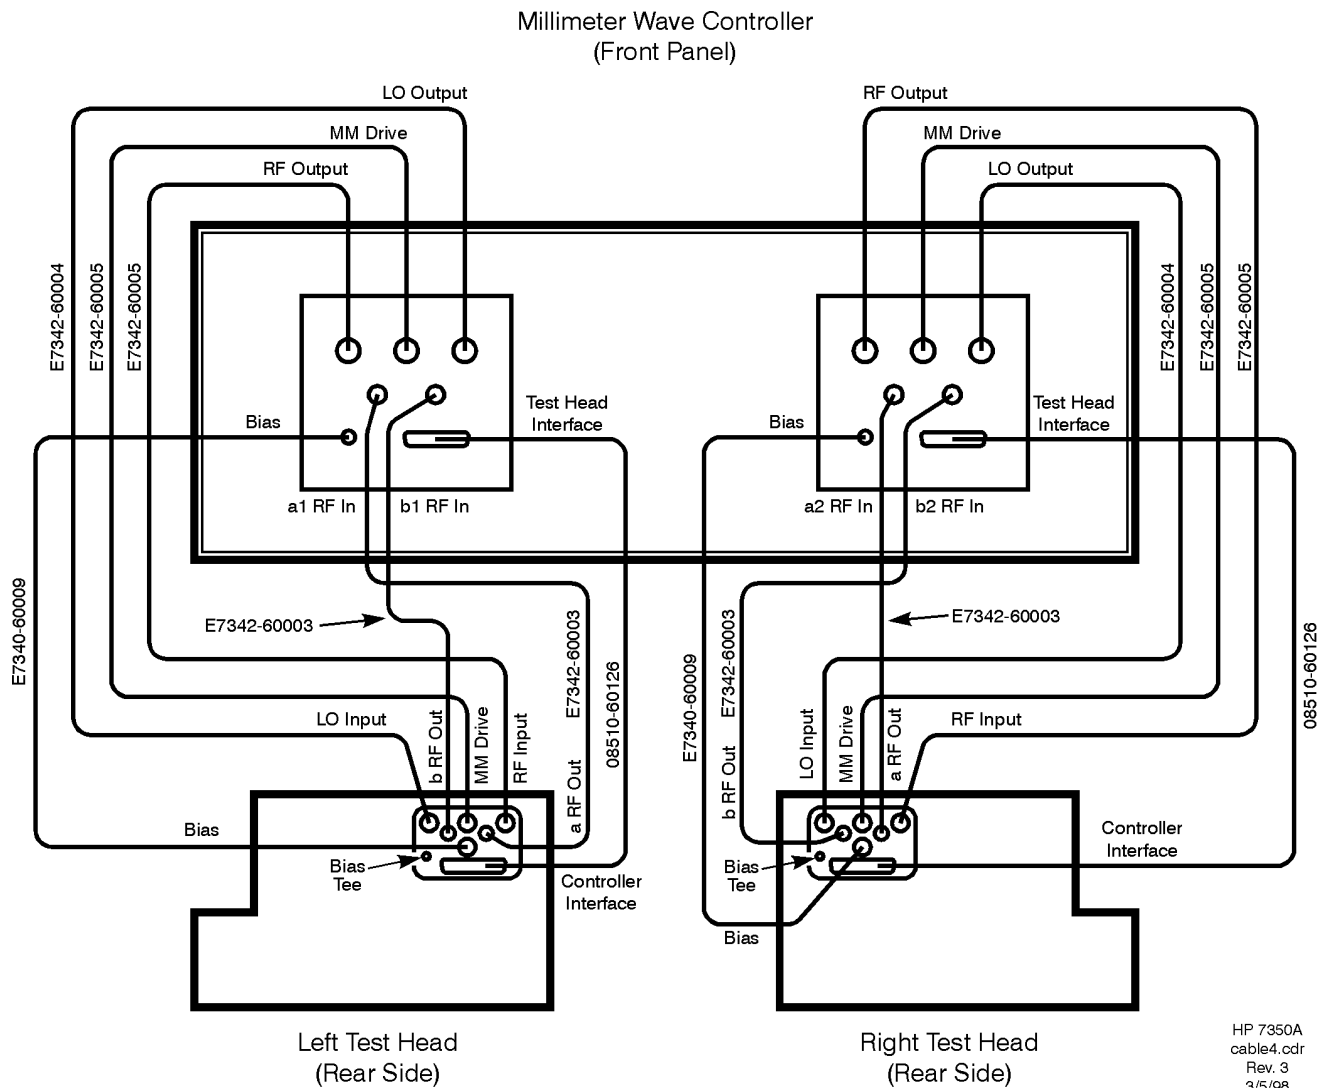 Millimeter Wave Controller
(Front Panel)
LO Output
RF Output
MM Drive
MM Drive
RF Output
LO Output
E7342-60004
E7342-60005
E7342-60005
E7342-60004
E7342-60005
E7342-60005
Bias
Test Head
Interface
Bias
Test Head
Interface
a1 RF In
b1 RF In
a2 RF In
b2 RF In
E7340-60009
E7342-60003
E7342-60003
08510-60126
E7340-60009
E7342-60003
E7342-60003
08510-60126
LO Input
b RF Out
MM Drive
RF Input
a RF Out
b RF Out
LO Input
MM Drive
a RF Out
RF Input
Bias
Bias
Tee
Controller
Interface
Bias
Tee
Controller
Interface
Bias
Left Test Head
(Rear Side)
Right Test Head
(Rear Side)
HP 7350A
cable4.cdr
Rev. 3
3/5/98